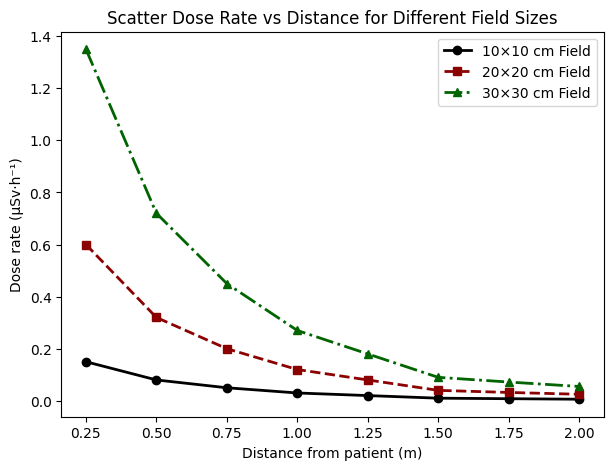 Scatter Dose Rate vs Distance for Different Field Sizes
1.4
1.2
1.0
0.8
0.6
0.4
0.2
0.0
Dose rate (μSv·h⁻¹)
10×10 cm Field
20×20 cm Field
30×30 cm Field
0.25 0.50 0.75 1.00 1.25 1.50 1.75 2.00
Distance from patient (m)